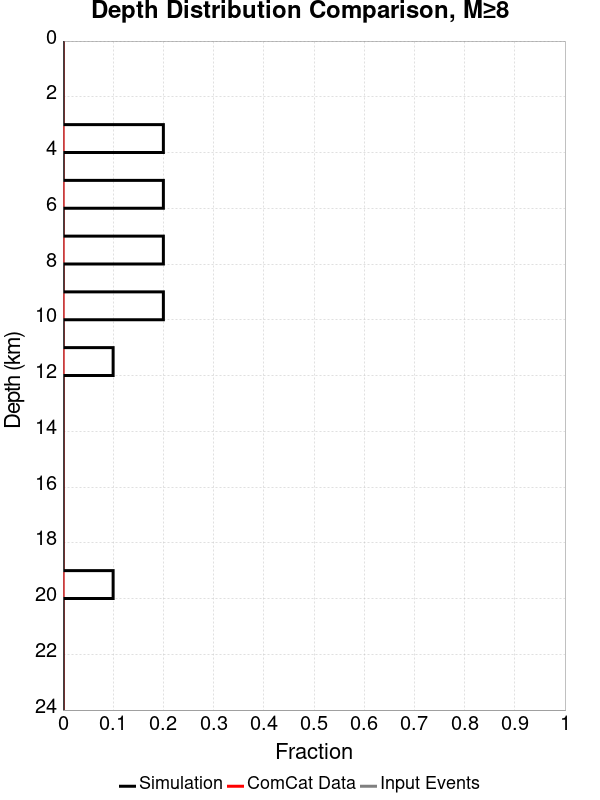 Depth Distribution Comparison, M≥8
0
2
4
6
8
10
12
14
16
18
20
22
24
Depth (km)
0 0.1 0.2 0.3 0.4 0.5 0.6 0.7 0.8 0.9 1
Fraction
Simulation ComCat Data Input Events